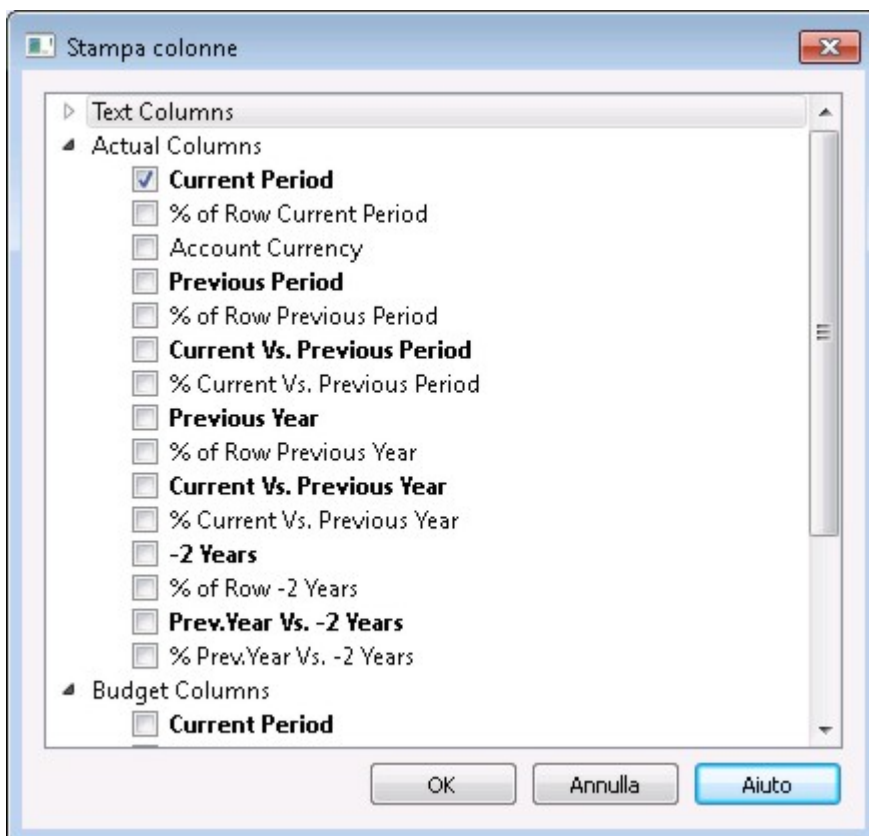 Stampa colonne
Text Columns
Actual Columns
Current Period
% of Row Current Period
Account Currency
Previous Period
% of Row Previous Period
Current Vs. Previous Period
% Current Vs. Previous Period
Previous Year
% of Row Previous Year
Current Vs. Previous Year
% Current Vs. Previous Year
-2 Years
% of Row -2 Years
Prev.Year Vs. -2 Years
% Prev.Year Vs. -2 Years
Budget Columns
Current Period
OK Annulla Aiuto